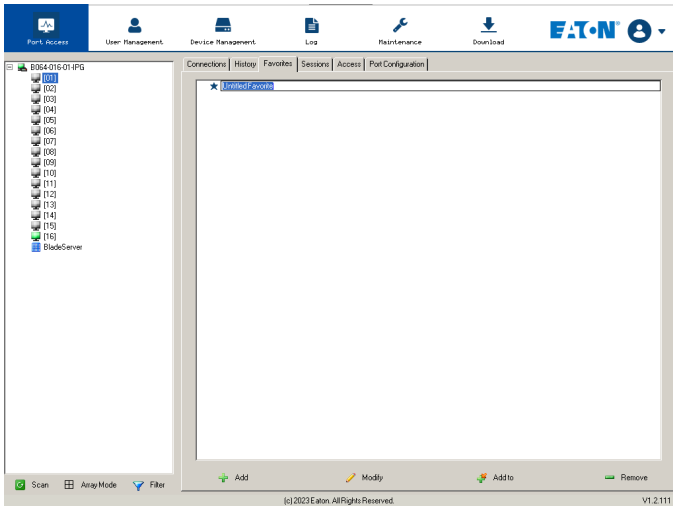 Port Access
User Management
Device Management
Log
Maintenance
Download
EATON
B064-016-01-IPG
[01]
[02]
[03]
[04]
[05]
[06]
[07]
[08]
[09]
[10]
[11]
[12]
[13]
[14]
[15]
[16]
BladeServer
Connections History Favorites Sessions Access Port Configuration
Untitled Favorite
Scan Array Mode Filter
Add Modify Add to Remove
(c) 2023 Eaton. All Rights Reserved. V1.2.111